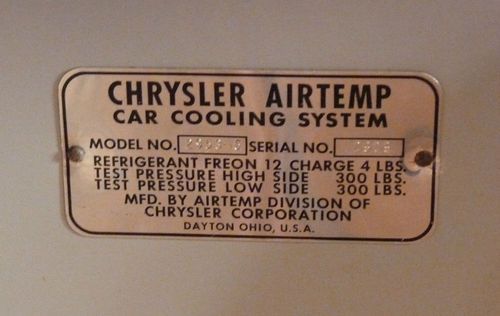 CHRYSLER AIRTEMP
CAR COOLING SYSTEM
MODEL NO. SERIAL NO.
REFRIGERANT FREON 12 CHARGE 4 LBS.
TEST PRESSURE HIGH SIDE 300 LBS.
TEST PRESSURE LOW SIDE 300 LBS.
MFD. BY AIRTEMP DIVISION OF
CHRYSLER CORPORATION
DAYTON OHIO, U.S.A.